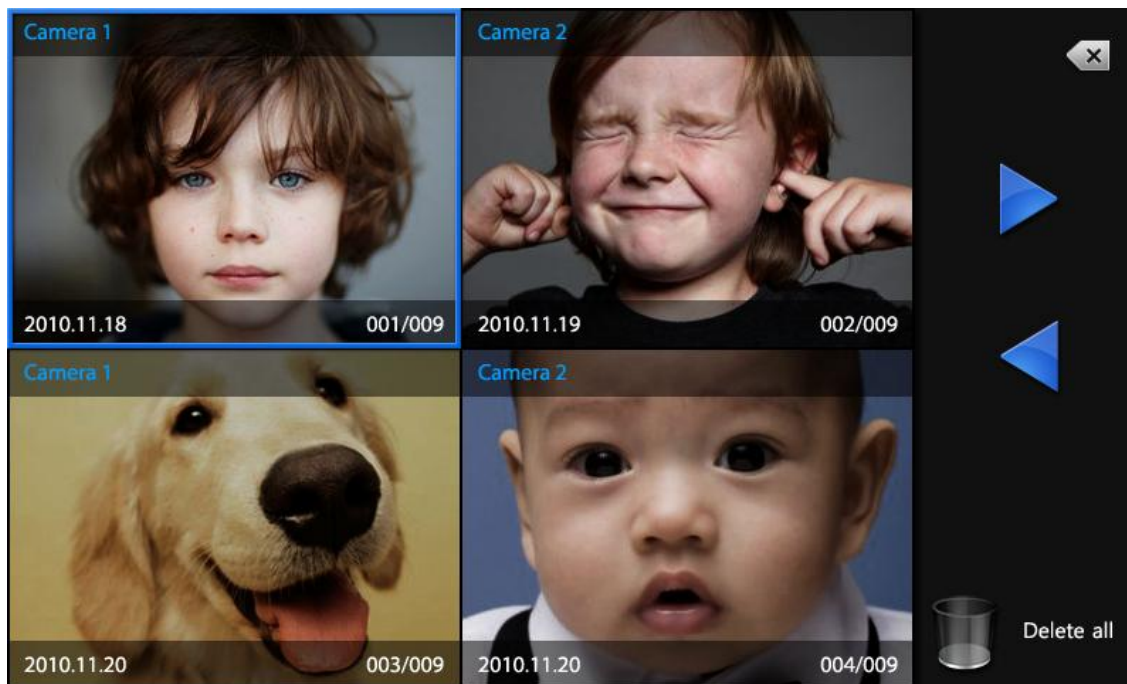 Camera 1
Camera 2
2010.11.18 001/009
2010.11.19 002/009
Camera 1
Camera 2
2010.11.20 003/009
2010.11.20 004/009
Delete all